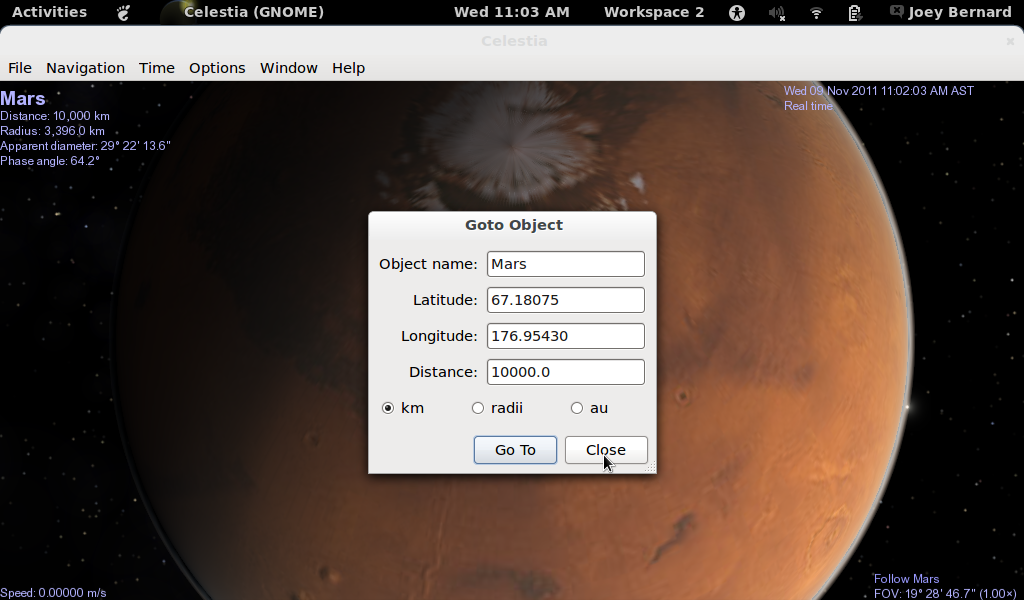 Activities Celestia (GNOME) Wed 11:03 AM Workspace 2 Joey Bernard
Celestia
File Navigation Time Options Window Help
Mars
Distance: 10,000 km
Radius: 3,396.0 km
Apparent diameter: 29° 22' 13.6"
Phase angle: 64.2°
Wed 09 Nov 2011 11:02:03 AM AST
Real time
Goto Object
Object name: Mars
Latitude: 67.18075
Longitude: 176.95430
Distance: 10000.0
km radii au
Go To Close
Speed: 0.00000 m/s
Follow Mars
FOV: 19° 28' 46.7" (1.00×)